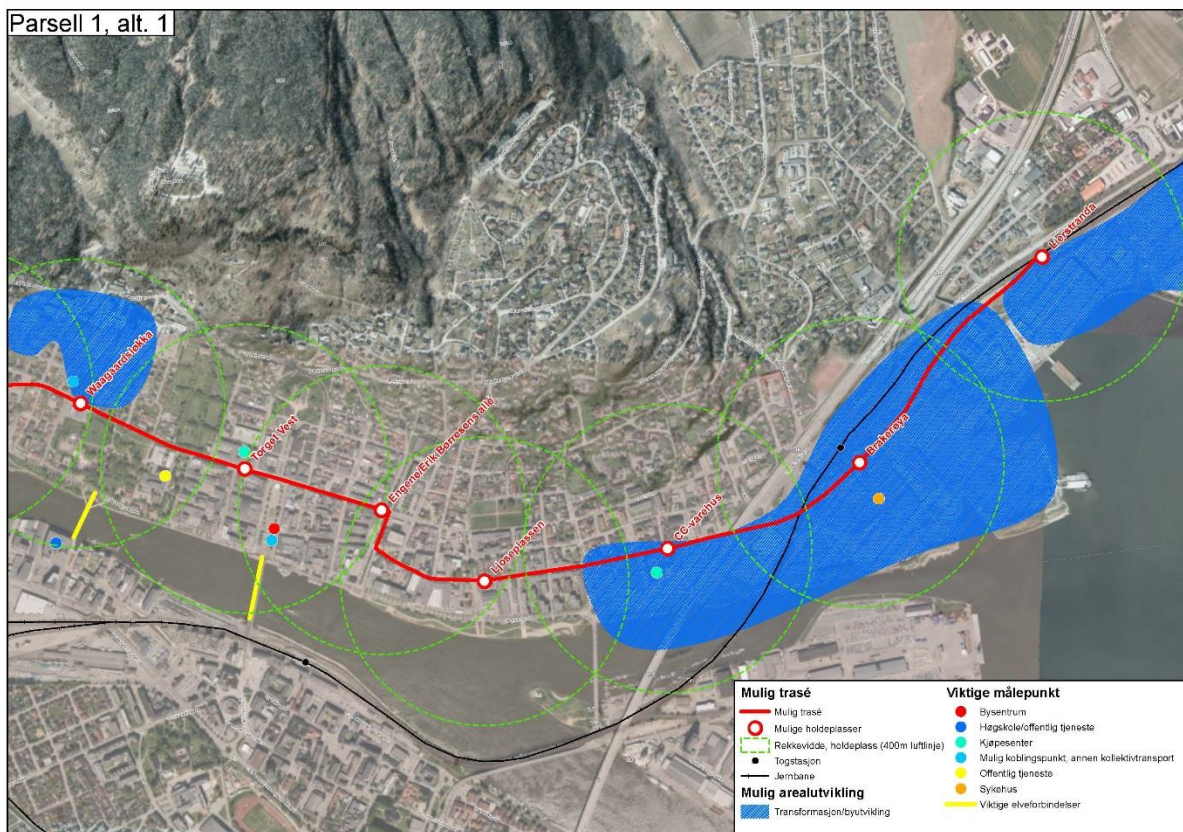 Parsell 1, alt. 1
Lierstranda
Waagaardsløkka
Torget Vest
Engene/Erik Børresens allé
Brakerøya
CC-varehus
Ljoseplassen
Mulig trasé
Mulig trasé
Mulige holdeplasser
Rekkevidde, holdeplass (400m luftlinje)
Togstasjon
Jernbane
Mulig arealutvikling
Transformasjon/byutvikling
Viktige målepunkt
Bysentrum
Høgskole/offentlig tjeneste
Kjøpesenter
Mulig koblingspunkt, annen kollektivtransport
Offentlig tjeneste
Sykehus
Viktige elveforbindelser